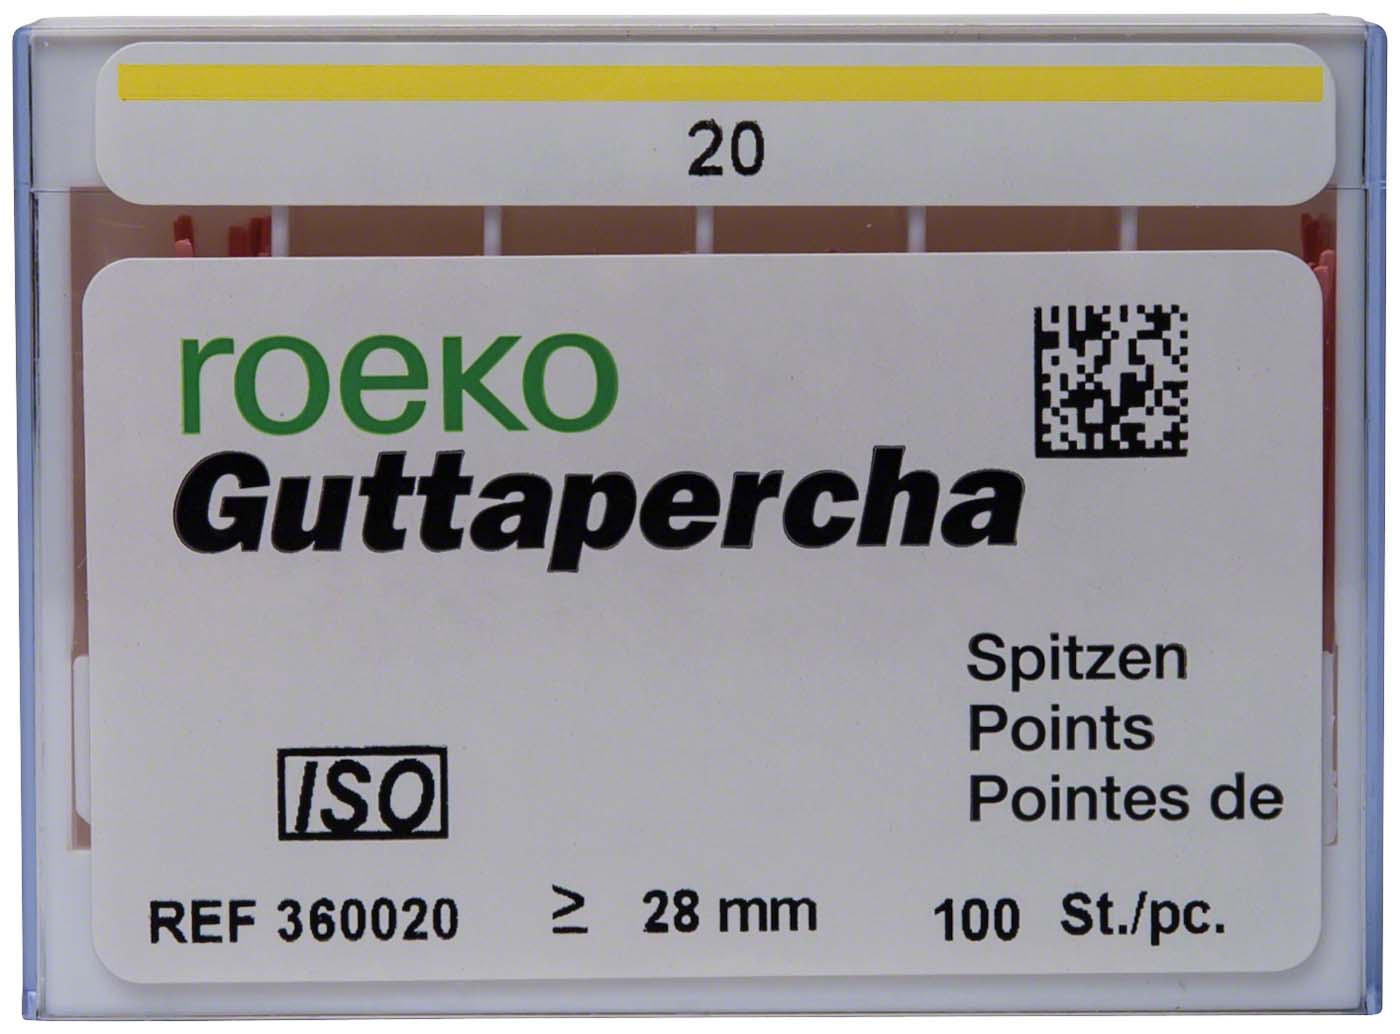 20
roeko
Guttapercha
Spitzen
Points
Pointes de
ISO
REF 360020 ≥ 28 mm 100 St./pc.